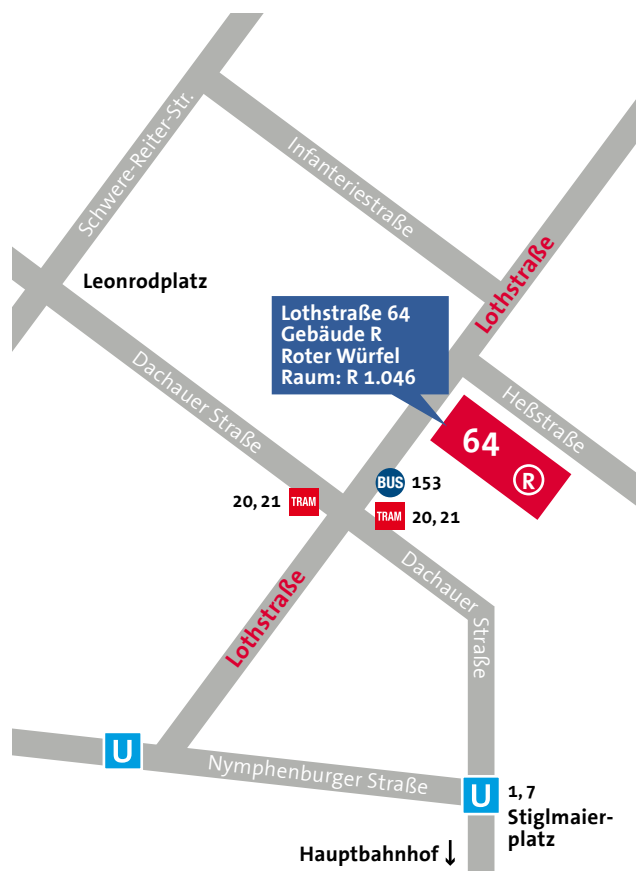 Schwere-Reiter-Str.
Infanteriestraße
Lothstraße
Leonrodplatz
Lothstraße 64
Gebäude R
Roter Würfel
Raum: R 1.046
Dachauer Straße
Heßstraße
64
R
BUS 153
20, 21 TRAM
TRAM 20, 21
Dachauer
Straße
Lothstraße
U
Nymphenburger Straße
U 1, 7
Stiglmaier-
platz
Hauptbahnhof ↓